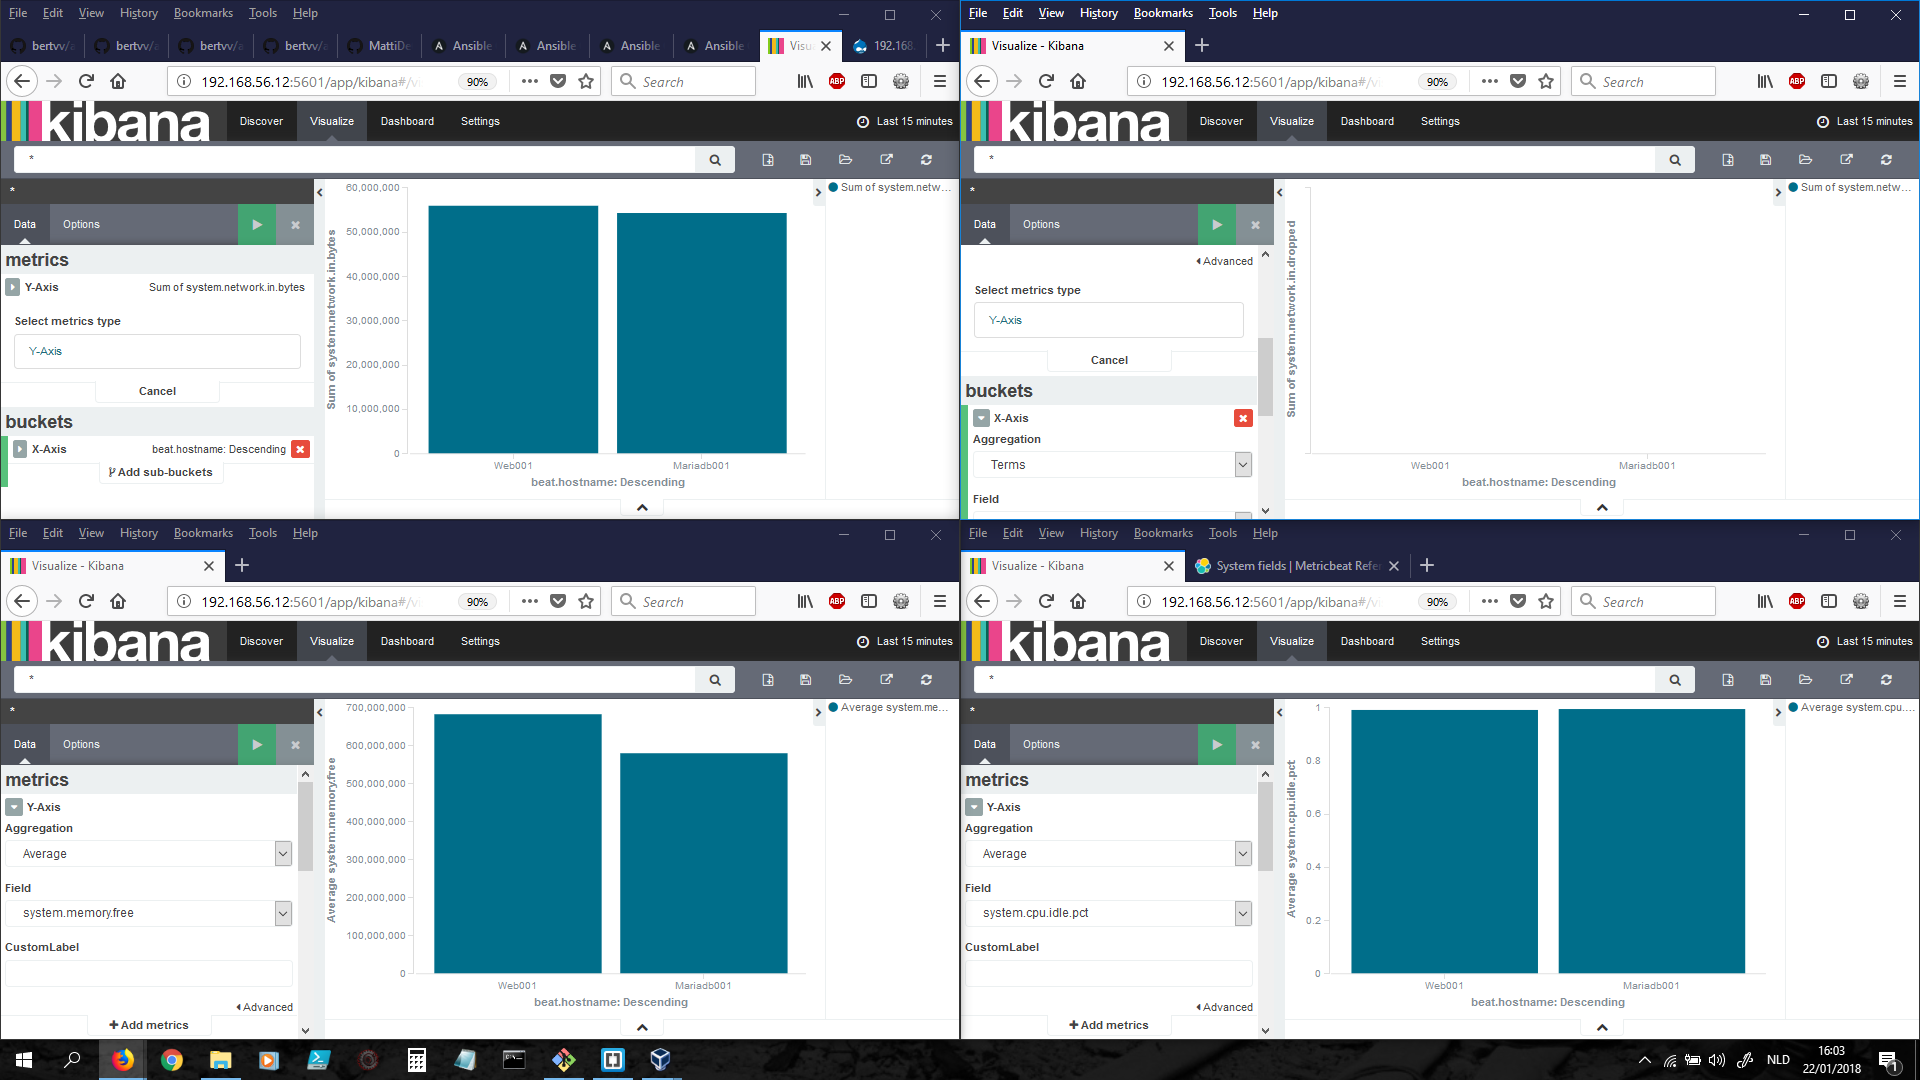 File Edit View History Bookmarks Tools Help
bertvv/a bertvv/a bertvv/a bertvv/a MattiDe Ansible Ansible Ansible Ansible Visu 192.168.
192.168.56.12:5601/app/kibana#/v 90% Search
kibana Discover Visualize Dashboard Settings Last 15 minutes
*
*
Data Options
metrics
Y-Axis Sum of system.network.in.bytes
Select metrics type
Y-Axis
Cancel
buckets
X-Axis beat.hostname: Descending
Add sub-buckets
Sum of system.network.in.bytes
60,000,000
50,000,000
40,000,000
30,000,000
20,000,000
10,000,000
0
Web001 Mariadb001
beat.hostname: Descending
Sum of system.netw...
File Edit View History Bookmarks Tools Help
Visualize - Kibana
192.168.56.12:5601/app/kibana#/v 90% Search
kibana Discover Visualize Dashboard Settings Last 15 minutes
*
*
Data Options
Advanced
Select metrics type
Y-Axis
Cancel
buckets
X-Axis
Aggregation
Terms
Field
Sum of system.network.in.dropped
Web001 Mariadb001
beat.hostname: Descending
Sum of system.netw...
File Edit View History Bookmarks Tools Help
Visualize - Kibana
192.168.56.12:5601/app/kibana#/v 90% Search
kibana Discover Visualize Dashboard Settings Last 15 minutes
*
*
Data Options
metrics
Y-Axis
Aggregation
Average
Field
system.memory.free
CustomLabel
Advanced
Add metrics
Average system.memory.free
700,000,000
600,000,000
500,000,000
400,000,000
300,000,000
200,000,000
100,000,000
0
Web001 Mariadb001
beat.hostname: Descending
Average system.me...
File Edit View History Bookmarks Tools Help
Visualize - Kibana System fields | Metricbeat Refe
192.168.56.12:5601/app/kibana#/v 90% Search
kibana Discover Visualize Dashboard Settings Last 15 minutes
*
*
Data Options
metrics
Y-Axis
Aggregation
Average
Field
system.cpu.idle.pct
CustomLabel
Advanced
Add metrics
Average system.cpu.idle.pct
1
0.8
0.6
0.4
0.2
0
Web001 Mariadb001
beat.hostname: Descending
Average system.cpu....
NLD
16:03
22/01/2018
1